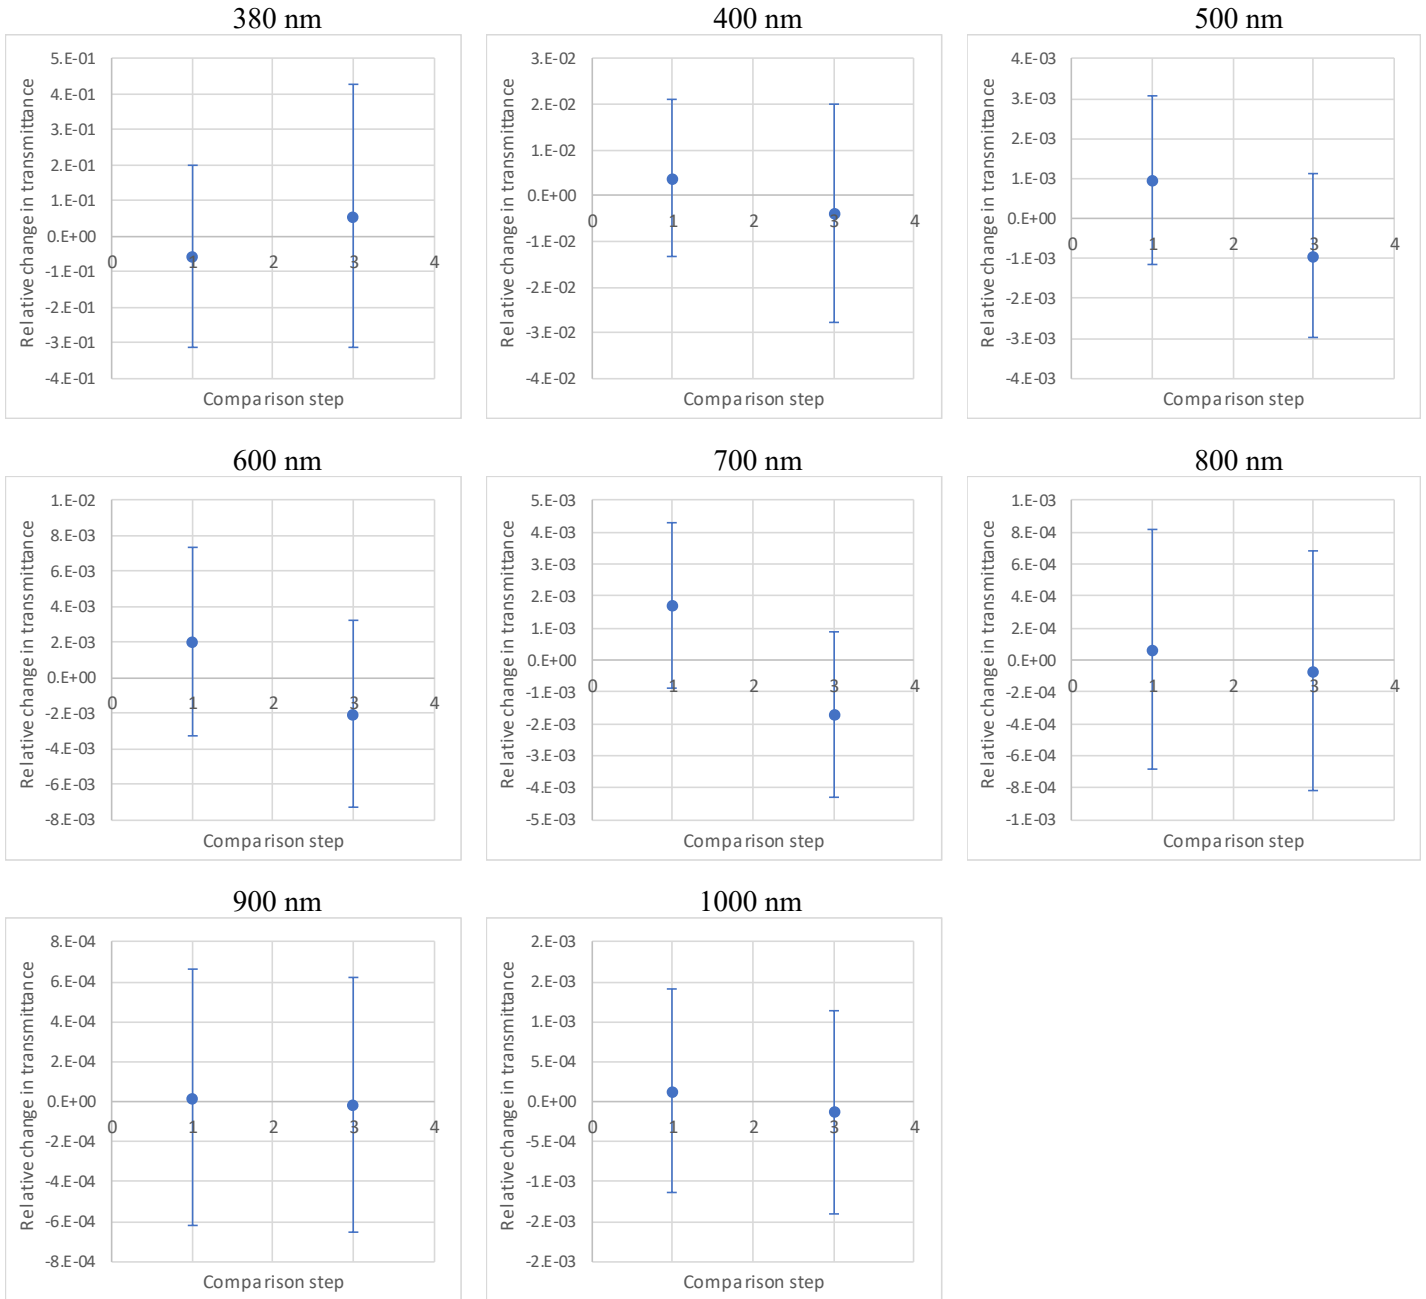 380 nm
5.E-01
4.E-01
3.E-01
2.E-01
1.E-01
0.E+00
-1.E-01
-2.E-01
-3.E-01
-4.E-01
0 1 2 3 4
Relative change in transmittance
Comparison step
400 nm
3.E-02
2.E-02
1.E-02
0.E+00
-1.E-02
-2.E-02
-3.E-02
-4.E-02
0 1 2 3 4
Relative change in transmittance
Comparison step
500 nm
4.E-03
3.E-03
2.E-03
1.E-03
0.E+00
-1.E-03
-2.E-03
-3.E-03
-4.E-03
0 1 2 3 4
Relative change in transmittance
Comparison step
600 nm
1.E-02
8.E-03
6.E-03
4.E-03
2.E-03
0.E+00
-2.E-03
-4.E-03
-6.E-03
-8.E-03
0 1 2 3 4
Relative change in transmittance
Comparison step
700 nm
5.E-03
4.E-03
3.E-03
2.E-03
1.E-03
0.E+00
-1.E-03
-2.E-03
-3.E-03
-4.E-03
-5.E-03
0 1 2 3 4
Relative change in transmittance
Comparison step
800 nm
1.E-03
8.E-04
6.E-04
4.E-04
2.E-04
0.E+00
-2.E-04
-4.E-04
-6.E-04
-8.E-04
-1.E-03
0 1 2 3 4
Relative change in transmittance
Comparison step
900 nm
8.E-04
6.E-04
4.E-04
2.E-04
0.E+00
-2.E-04
-4.E-04
-6.E-04
-8.E-04
0 1 2 3 4
Relative change in transmittance
Comparison step
1000 nm
2.E-03
2.E-03
1.E-03
5.E-04
0.E+00
-5.E-04
-1.E-03
-2.E-03
-2.E-03
0 1 2 3 4
Relative change in transmittance
Comparison step